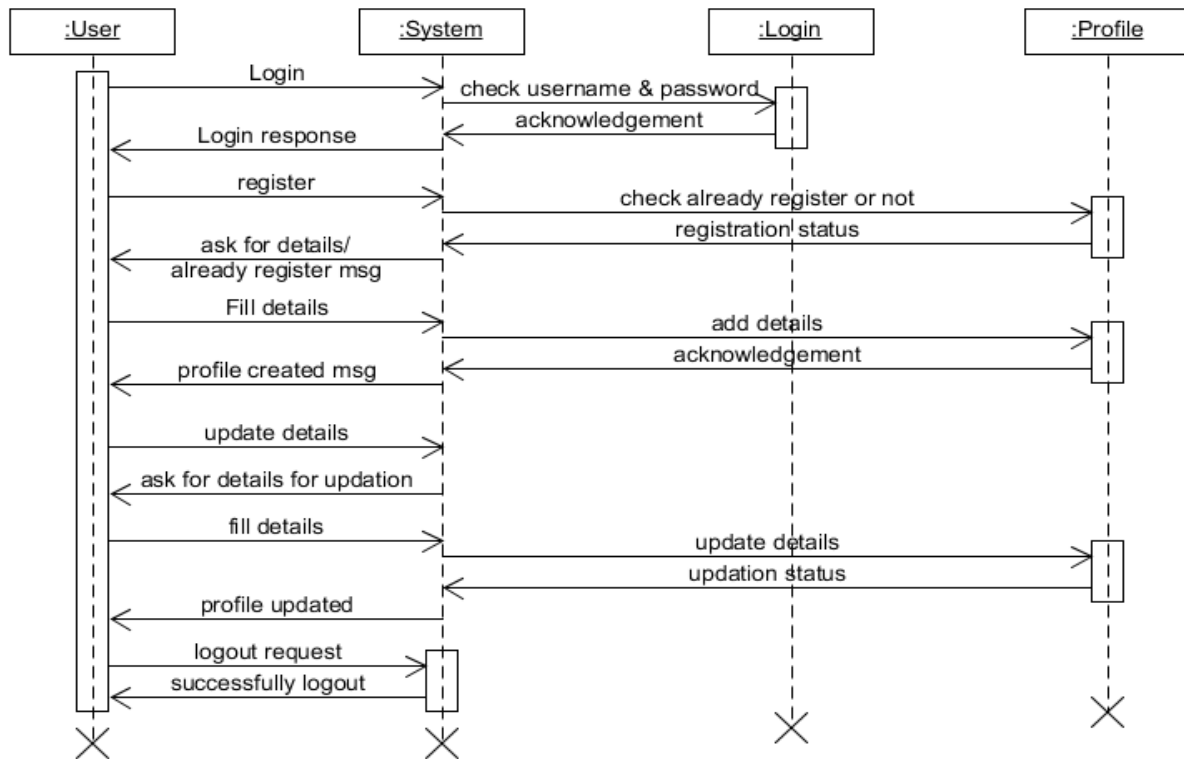 :User
:System
:Login
:Profile
Login
check username & password
acknowledgement
Login response
register
check already register or not
registration status
ask for details/
already register msg
Fill details
add details
acknowledgement
profile created msg
update details
ask for details for updation
fill details
update details
updation status
profile updated
logout request
successfully logout